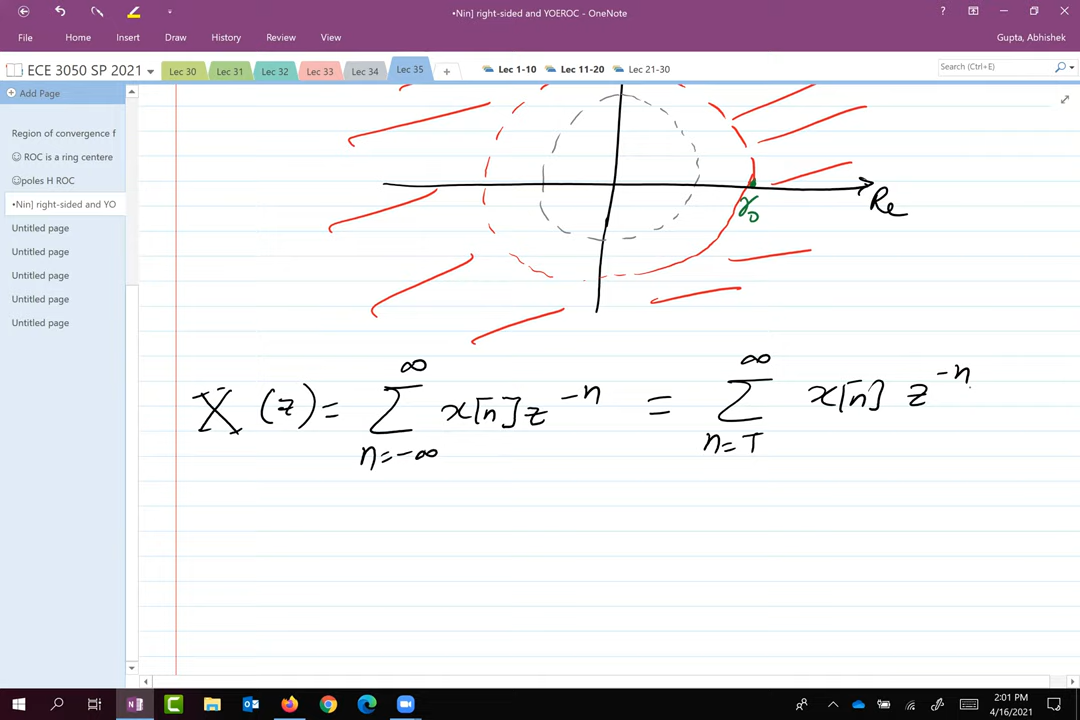 •Nin] right-sided and YOEROC - OneNote
Gupta, Abhishek
File Home Insert Draw History Review View
ECE 3050 SP 2021
Lec 30 Lec 31 Lec 32 Lec 33 Lec 34 Lec 35 + Lec 1-10 Lec 11-20 Lec 21-30
Search (Ctrl+E)
Add Page
Region of convergence f
ROC is a ring centere
poles H ROC
•Nin] right-sided and YO
Untitled page
Untitled page
Untitled page
Untitled page
Untitled page
Re
γ₀
X(z) = ∑_{n=-∞}^{∞} x[n] z^{-n} = ∑_{n=T}^{∞} x[n] z^{-n}
2:01 PM
4/16/2021